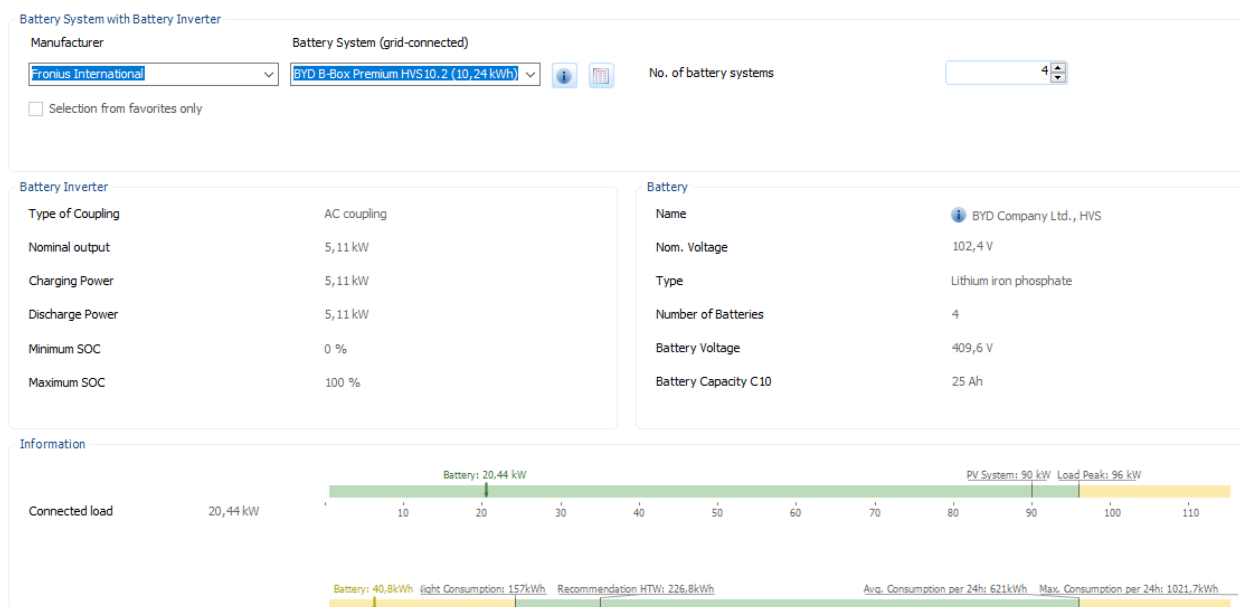 Battery System with Battery Inverter
Manufacturer
Battery System (grid-connected)
Fronius International
BYD B-Box Premium HVS10.2 (10,24 kWh)
No. of battery systems
4
Selection from favorites only
Battery Inverter
Type of Coupling AC coupling
Nominal output 5,11 kW
Charging Power 5,11 kW
Discharge Power 5,11 kW
Minimum SOC 0 %
Maximum SOC 100 %
Battery
Name BYD Company Ltd., HVS
Nom. Voltage 102,4 V
Type Lithium iron phosphate
Number of Batteries 4
Battery Voltage 409,6 V
Battery Capacity C10 25 Ah
Information
Battery: 20,44 kW PV System: 90 kW Load Peak: 96 kW
Connected load 20,44 kW
10 20 30 40 50 60 70 80 90 100 110
Battery: 40,8kWh ight Consumption: 157kWh Recommendation HTW: 226,8kWh Avg. Consumption per 24h: 621kWh Max. Consumption per 24h: 1021,7kWh